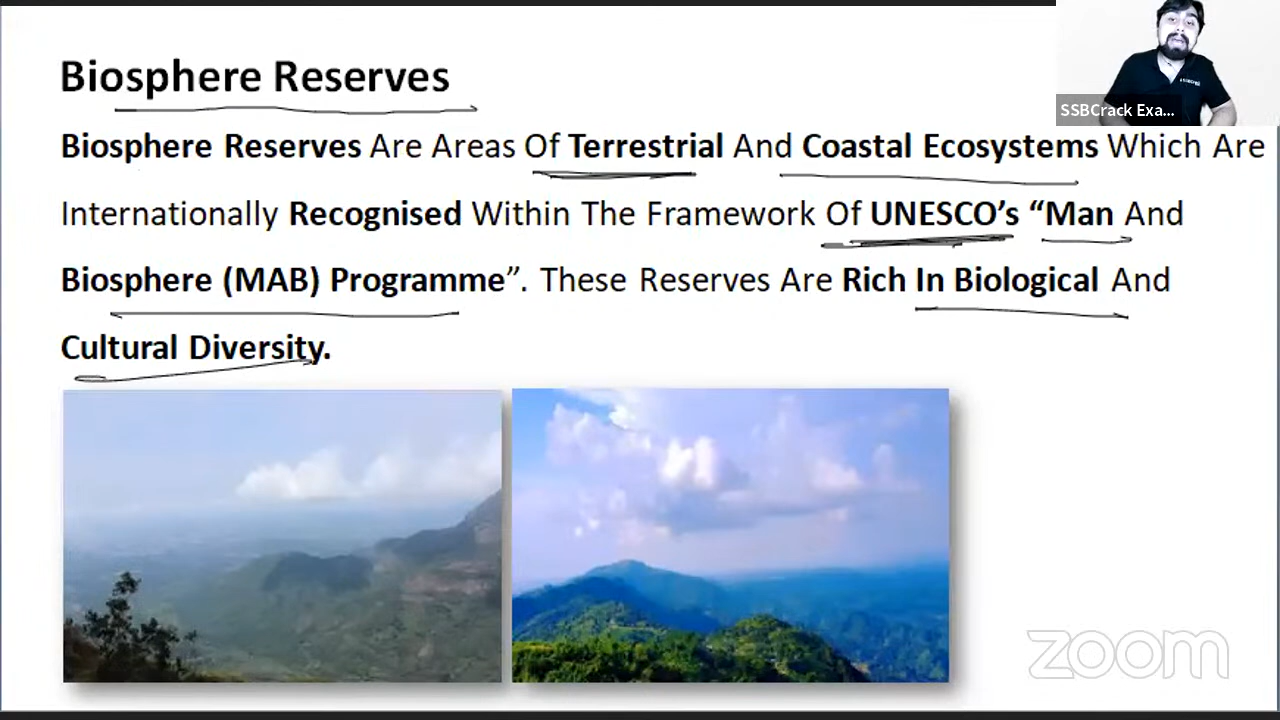 Biosphere Reserves
Biosphere Reserves Are Areas Of Terrestrial And Coastal Ecosystems Which Are
Internationally Recognised Within The Framework Of UNESCO's “Man And
Biosphere (MAB) Programme”. These Reserves Are Rich In Biological And
Cultural Diversity.
SSBCrack Exa...
zoom